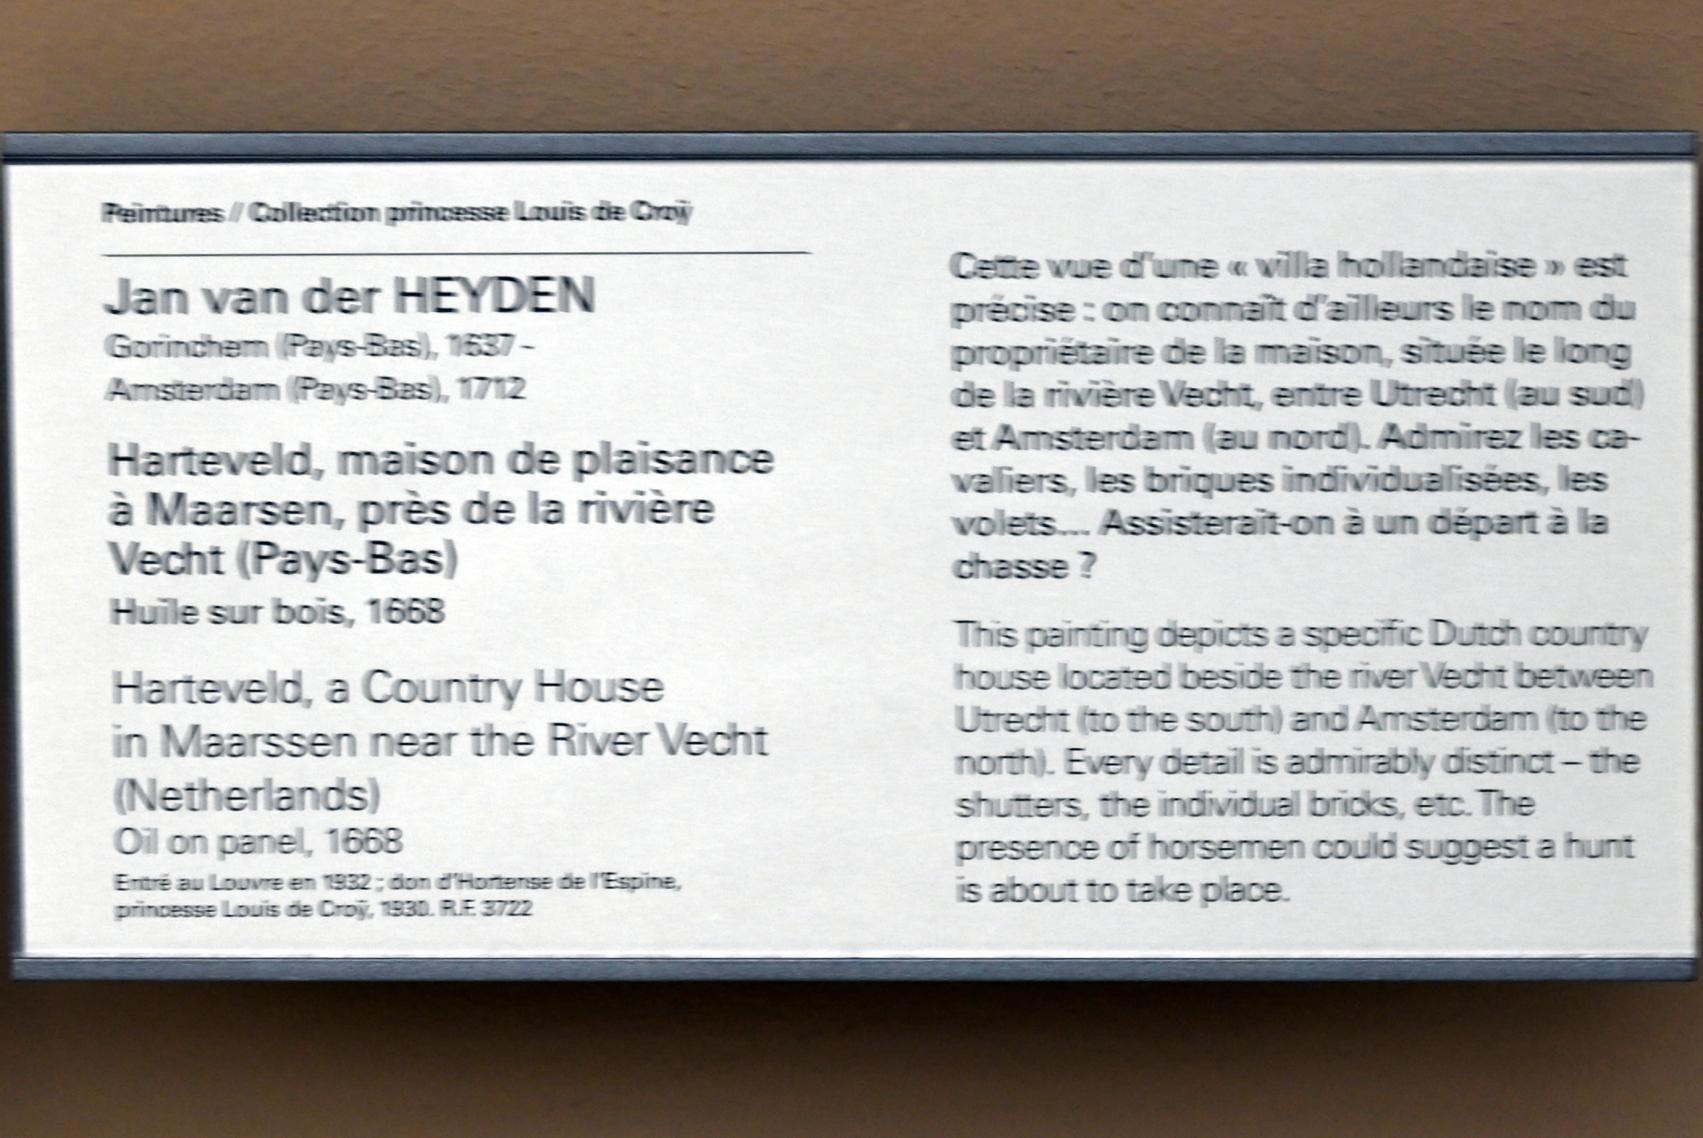 Peintures // Collection princesse Louis de Croÿ
Jan van der HEYDEN
Gorinchem (Pays-Bas), 1637 -
Amsterdam (Pays-Bas), 1712
Harteveld, maison de plaisance
à Maarsen, près de la rivière
Vecht (Pays-Bas)
Huile sur bois, 1668
Harteveld, a Country House
in Maarssen near the River Vecht
(Netherlands)
Oil on panel, 1668
Entré au Louvre en 1932 ; don d'Hortense de l'Espine,
princesse Louis de Croÿ, 1930. R.F. 3722
Cette vue d'une « villa hollandaise » est
précise : on connaît d'ailleurs le nom du
propriétaire de la maison, située le long
de la rivière Vecht, entre Utrecht (au sud)
et Amsterdam (au nord). Admirez les ca-
valiers, les briques individualisées, les
volets... Assisterait-on à un départ à la
chasse ?
This painting depicts a specific Dutch country
house located beside the river Vecht between
Utrecht (to the south) and Amsterdam (to the
north). Every detail is admirably distinct – the
shutters, the individual bricks, etc. The
presence of horsemen could suggest a hunt
is about to take place.